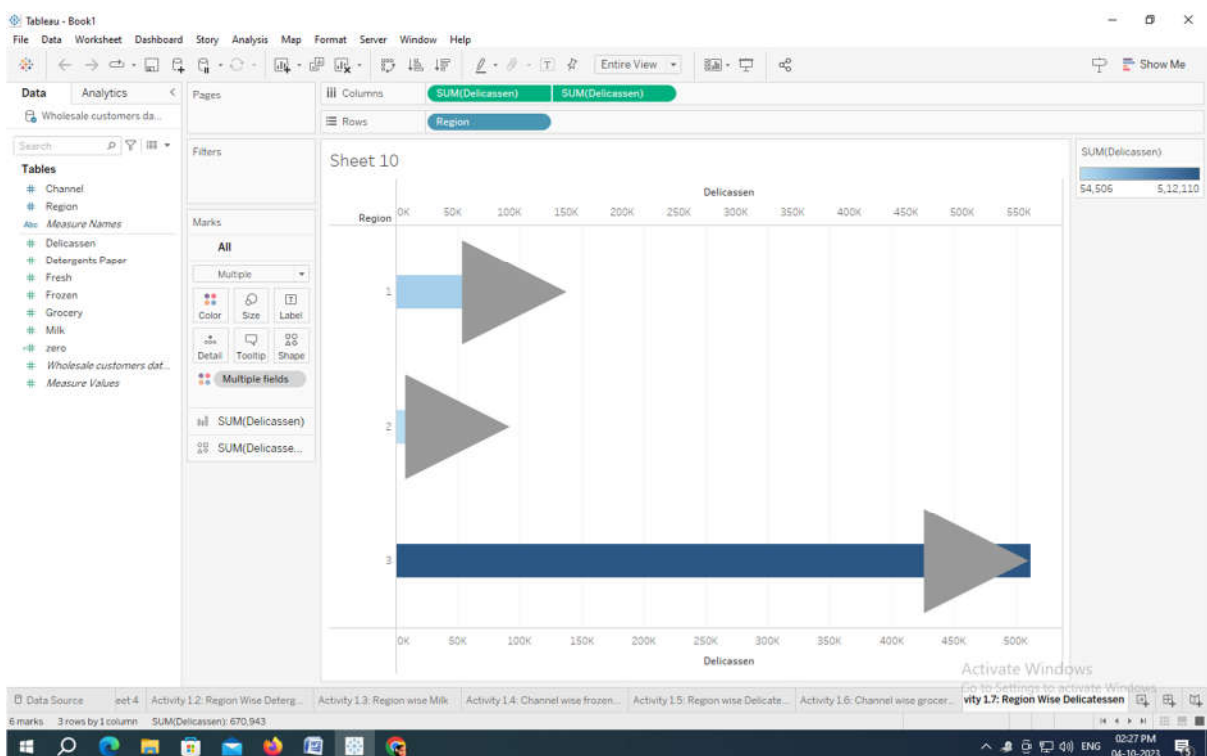 Tableau - Book1
File Data Worksheet Dashboard Story Analysis Map Format Server Window Help
Entire View
Show Me
Data Analytics
Pages
Columns SUM(Delicassen) SUM(Delicassen)
Wholesale customers da...
Rows Region
Search
Filters
Sheet 10
SUM(Delicassen)
54,506 5,12,110
Tables
# Channel
# Region
Abc Measure Names
# Delicassen
# Detergents Paper
# Fresh
# Frozen
# Grocery
# Milk
=# zero
# Wholesale customers dat...
# Measure Values
Marks
All
Multiple
Color Size Label
Detail Tooltip Shape
Multiple fields
SUM(Delicassen)
SUM(Delicasse...
Delicassen
Region 0K 50K 100K 150K 200K 250K 300K 350K 400K 450K 500K 550K
1
2
3
0K 50K 100K 150K 200K 250K 300K 350K 400K 450K 500K
Delicassen
Activate Windows
Go to Settings to activate Windows.
Data Source eet 4 Activity 1.2: Region Wise Deterg... Activity 1.3: Region wise Milk Activity 1.4: Channel wise frozen... Activity 1.5: Region wise Delicate... Activity 1.6: Channel wise grocer... vity 1.7: Region Wise Delicatessen
6 marks 3 rows by 1 column SUM(Delicassen): 670,943
ENG 02:27 PM
04-10-2023